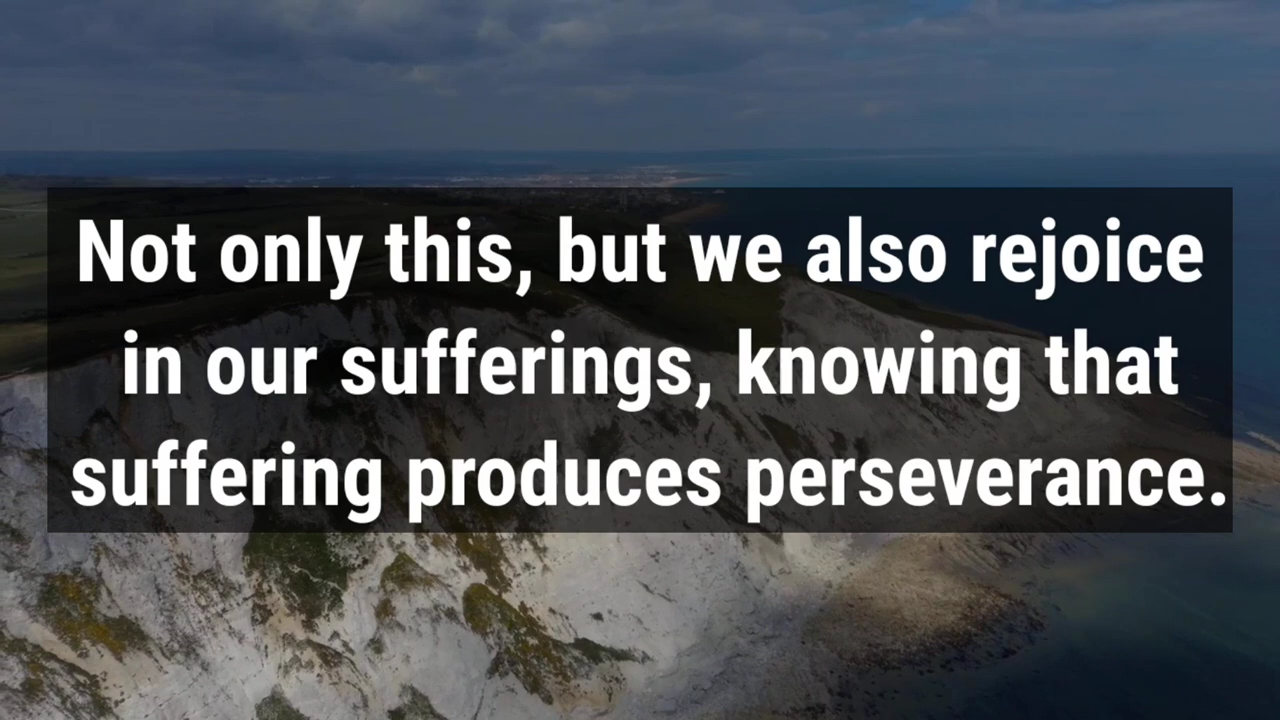 Not only this, but we also rejoice
in our sufferings, knowing that
suffering produces perseverance.